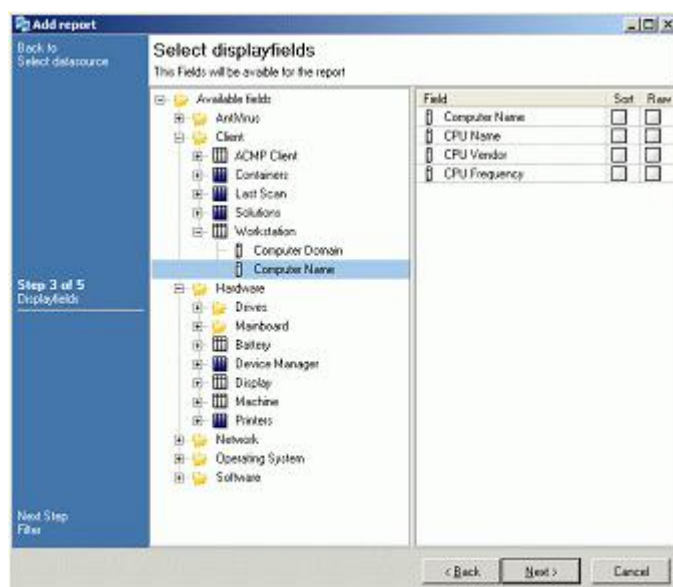 Add report
Back to
Select datasource
Select displayfields
This Fields will be avaible for the report
Available fields
AntiVirus
Client
ACMP Client
Containers
Last Scan
Solutions
Workstation
Computer Domain
Computer Name
Hardware
Drives
Mainboard
Battery
Device Manager
Display
Machine
Printers
Network
Operating System
Software
Field Sort Raw
Computer Name
CPU Name
CPU Vendor
CPU Frequency
Step 3 of 5
Displayfields
Next Step
Filter
< Back Next > Cancel